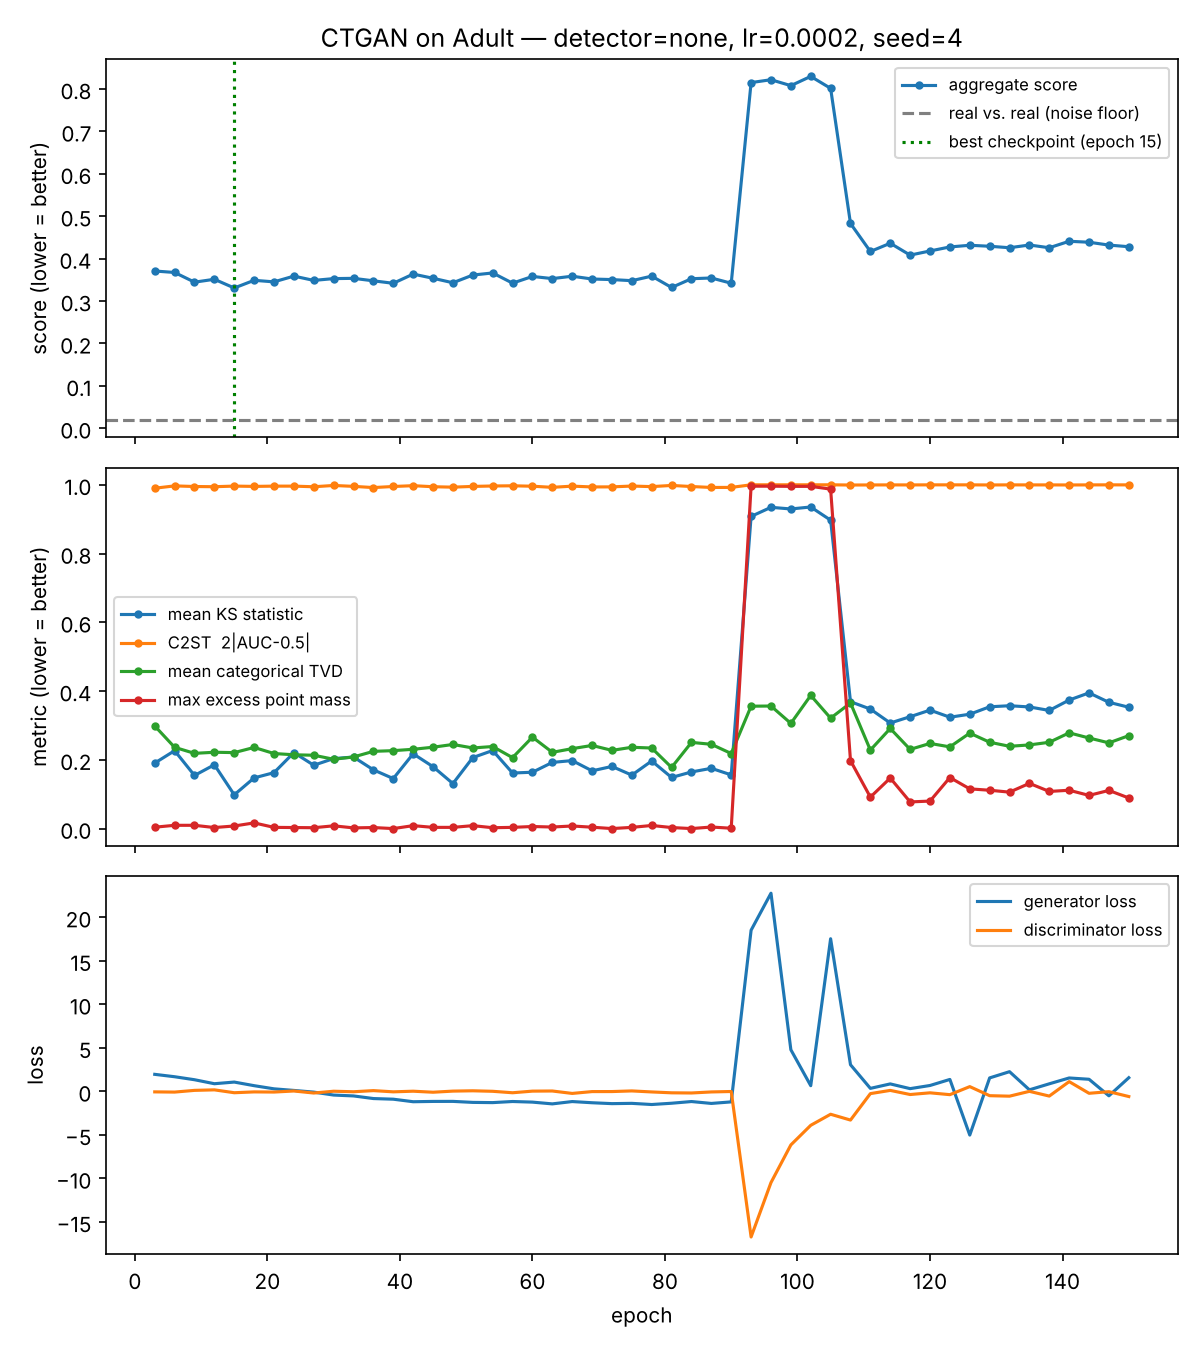 CTGAN on Adult — detector=none, lr=0.0002, seed=4
score (lower = better)
0.8
0.7
0.6
0.5
0.4
0.3
0.2
0.1
0.0
aggregate score
real vs. real (noise floor)
best checkpoint (epoch 15)
metric (lower = better)
1.0
0.8
0.6
0.4
0.2
0.0
mean KS statistic
C2ST  2|AUC-0.5|
mean categorical TVD
max excess point mass
loss
20
15
10
5
0
−5
−10
−15
generator loss
discriminator loss
0 20 40 60 80 100 120 140
epoch